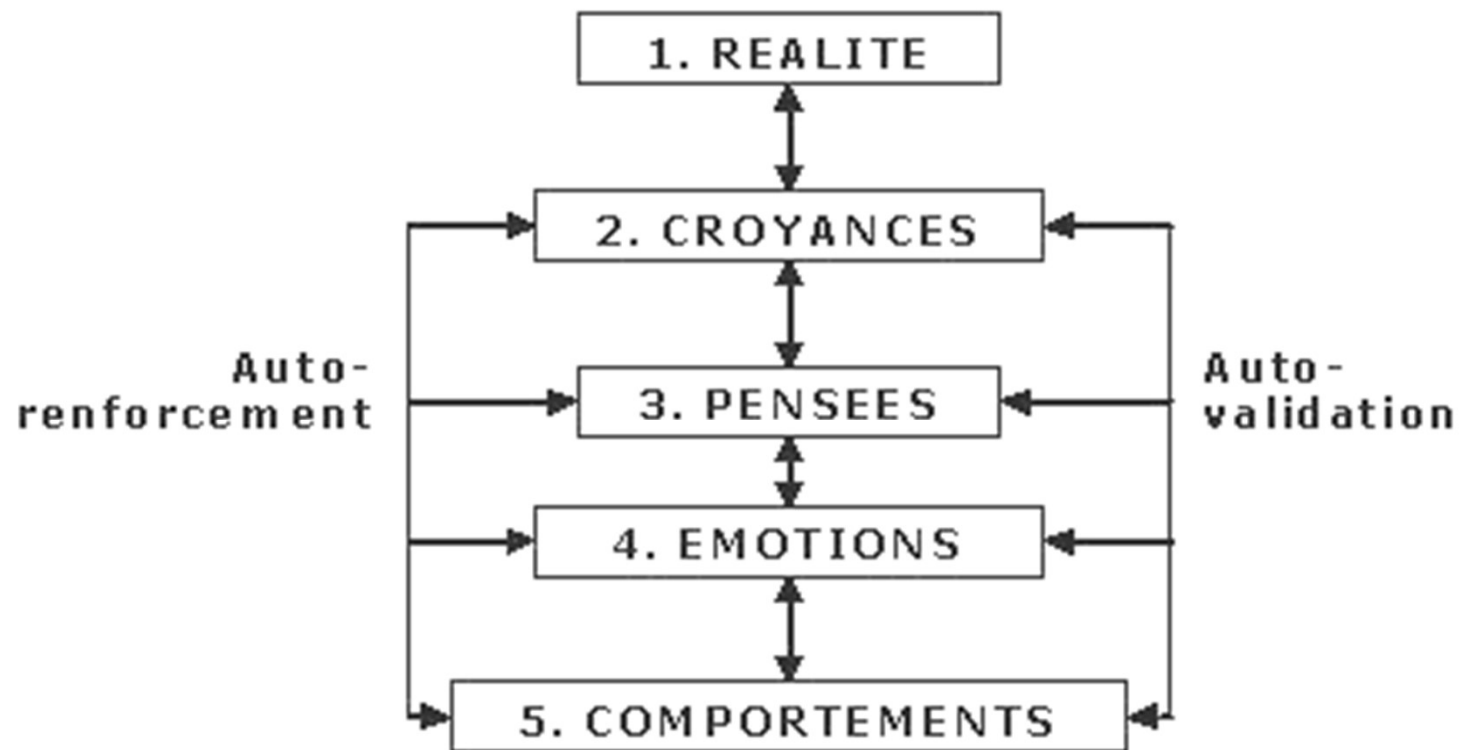 1. REALITE
2. CROYANCES
Auto-
renforcement
Auto-
validation
3. PENSEES
4. EMOTIONS
5. COMPORTEMENTS